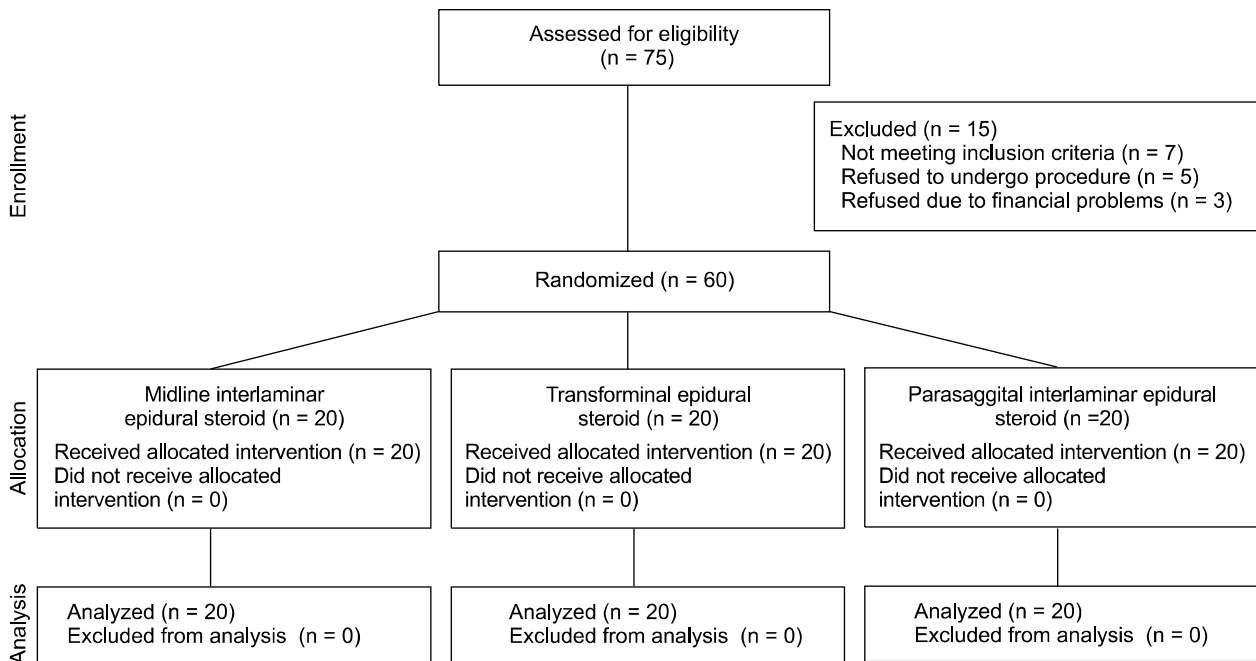 Assessed for eligibility
(n = 75)
Enrollment
Excluded (n = 15)
Not meeting inclusion criteria (n = 7)
Refused to undergo procedure (n = 5)
Refused due to financial problems (n = 3)
Randomized (n = 60)
Allocation
Midline interlaminar
epidural steroid (n = 20)
Received allocated intervention (n = 20)
Did not receive allocated
intervention (n = 0)
Transforminal epidural
steroid (n = 20)
Received allocated intervention (n = 20)
Did not receive allocated
intervention (n = 0)
Parasaggital interlaminar epidural
steroid (n =20)
Received allocated intervention (n = 20)
Did not receive allocated
intervention (n = 0)
Analysis
Analyzed (n = 20)
Excluded from analysis (n = 0)
Analyzed (n = 20)
Excluded from analysis (n = 0)
Analyzed (n = 20)
Excluded from analysis (n = 0)